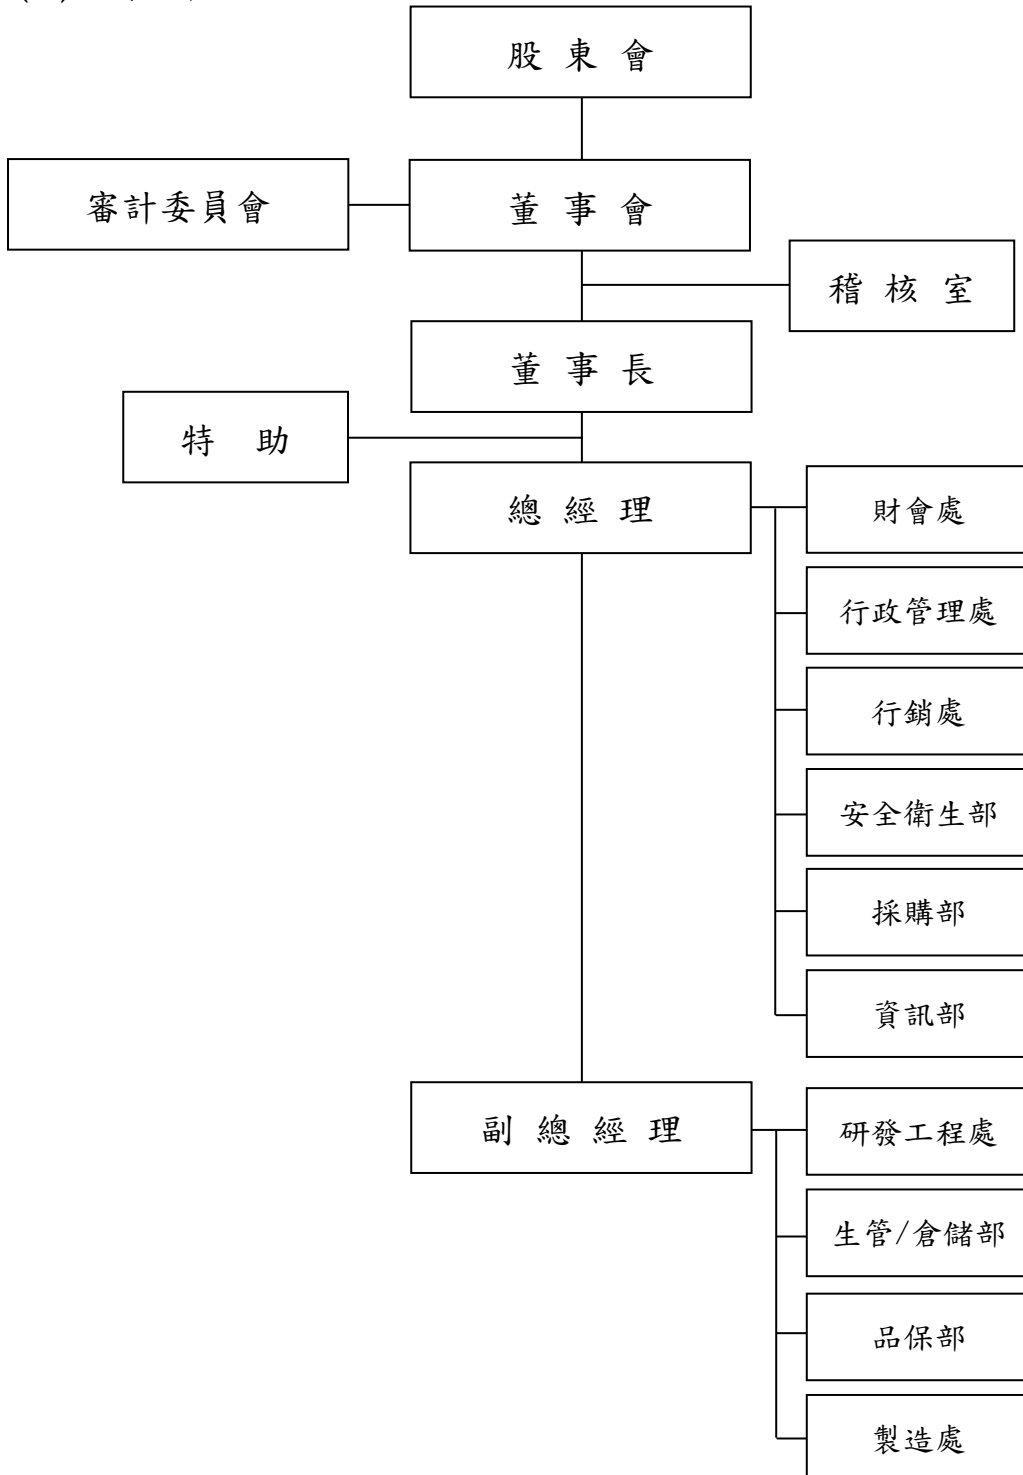 股東會
審計委員會
董事會
稽核室
董事長
特助
總經理
財會處
行政管理處
行銷處
安全衛生部
採購部
資訊部
副總經理
研發工程處
生管/倉儲部
品保部
製造處